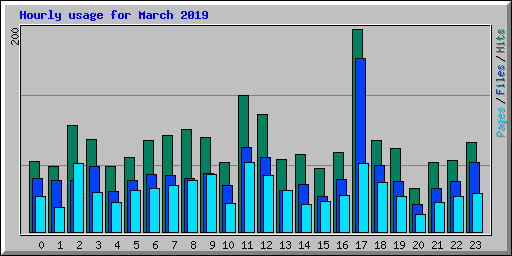 Hourly usage for March 2019
200
Pages / Files / Hits
0 1 2 3 4 5 6 7 8 9 10 11 12 13 14 15 16 17 18 19 20 21 22 23